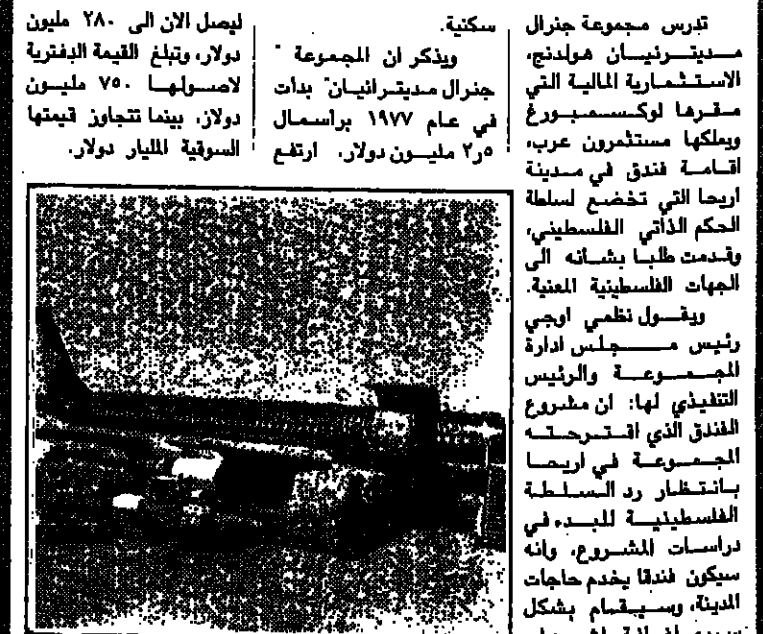 تدرس مجموعة جنرال
مديترنيان هولدنج،
الاستثمارية المالية التي
مقرها لوكسمبورغ
ويملكها مستثمرون عرب،
اقامة فندق في مدينة
اريحا التي تخضع لسلطة
الحكم الذاتي الفلسطيني،
وقدمت طلبا بشانه الى
الجهات الفلسطينية المعنية.
ويقول نظمي اوجي
رئيس مجلس ادارة
المجموعة والرئيس
التنفيذي لها: ان مشروع
الفندق الذي اقترحته
المجموعة في اريحا
بانتظار رد السلطة
الفلسطينية للبدء في
دراسات المشروع، وانه
سيكون فندقا يخدم حاجات
المدينة، وسيقام بشكل
سكنية.
ويذكر ان المجموعة "
جنرال مديترانيان" بدأت
في عام ١٩٧٧ براسمال
٥ر٢ مليون دولار. ارتفع
ليصل الان الى ٢٨٠ مليون
دولار، وتبلغ القيمة الدفترية
لاصولها ٧٥٠ مليون
دولار، بينما تتجاوز قيمتها
السوقية المليار دولار.